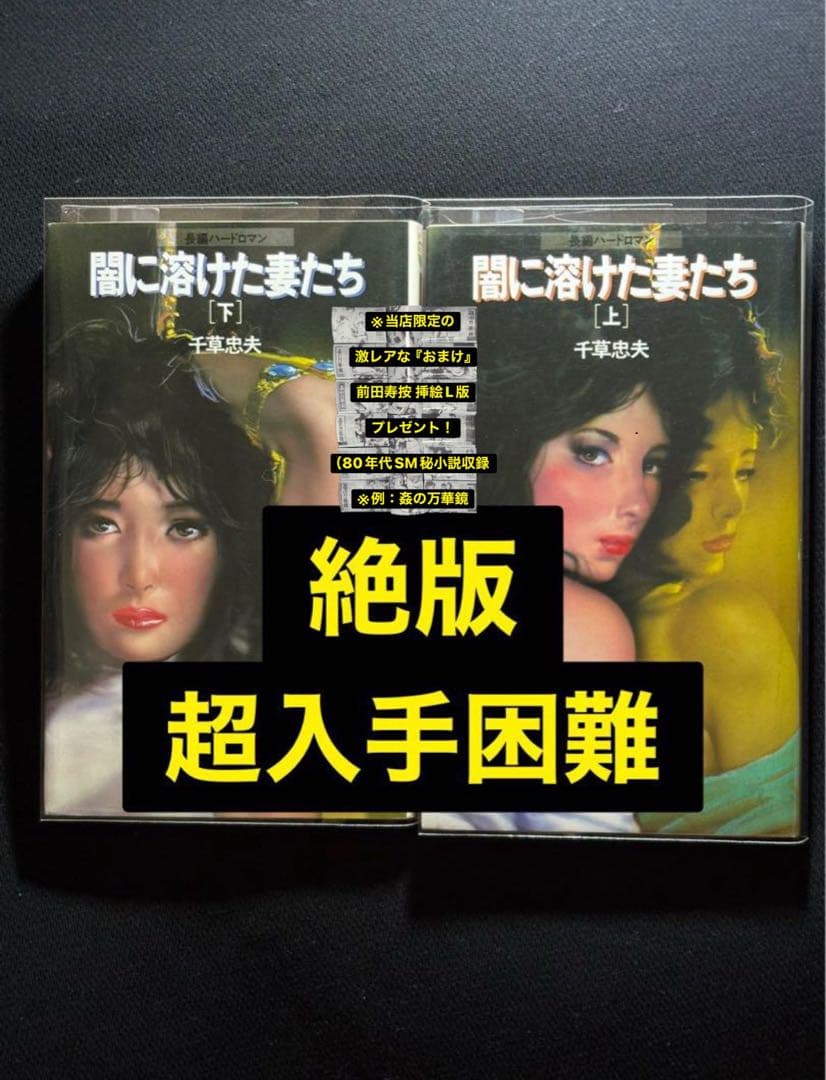 長編ハードロマン
闇に溶けた妻たち
[下]
千草忠夫
長編ハードロマン
闇に溶けた妻たち
[上]
千草忠夫
※当店限定の
激レアな『おまけ』
前田寿按 挿絵L版
プレゼント！
(80年代SM秘小説収録
※例：姦の万華鏡
絶版
超入手困難